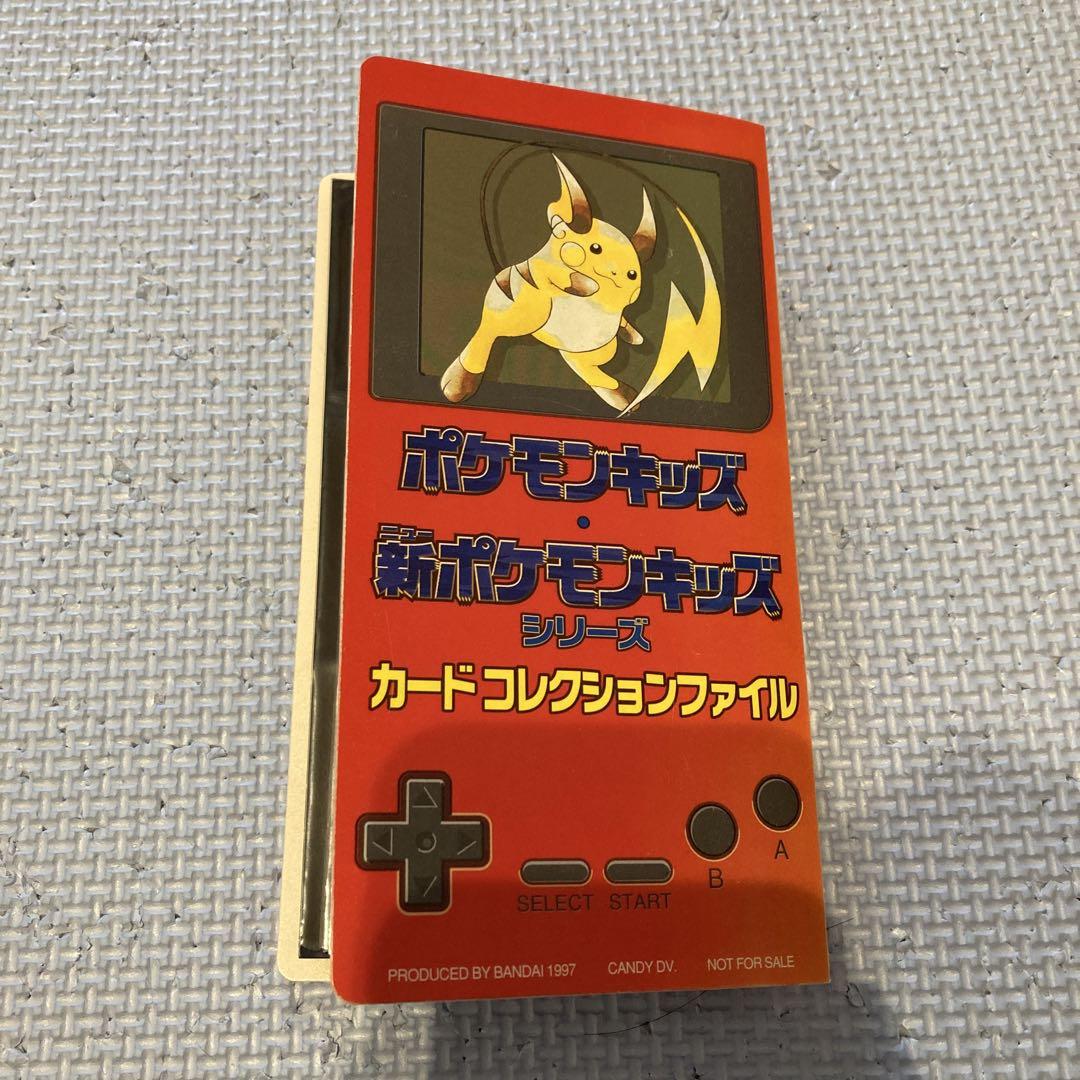 ポケモンキッズ
・
ニュー
新ポケモンキッズ
シリーズ
カード コレクションファイル
A
B
SELECT START
PRODUCED BY BANDAI 1997 CANDY DV. NOT FOR SALE